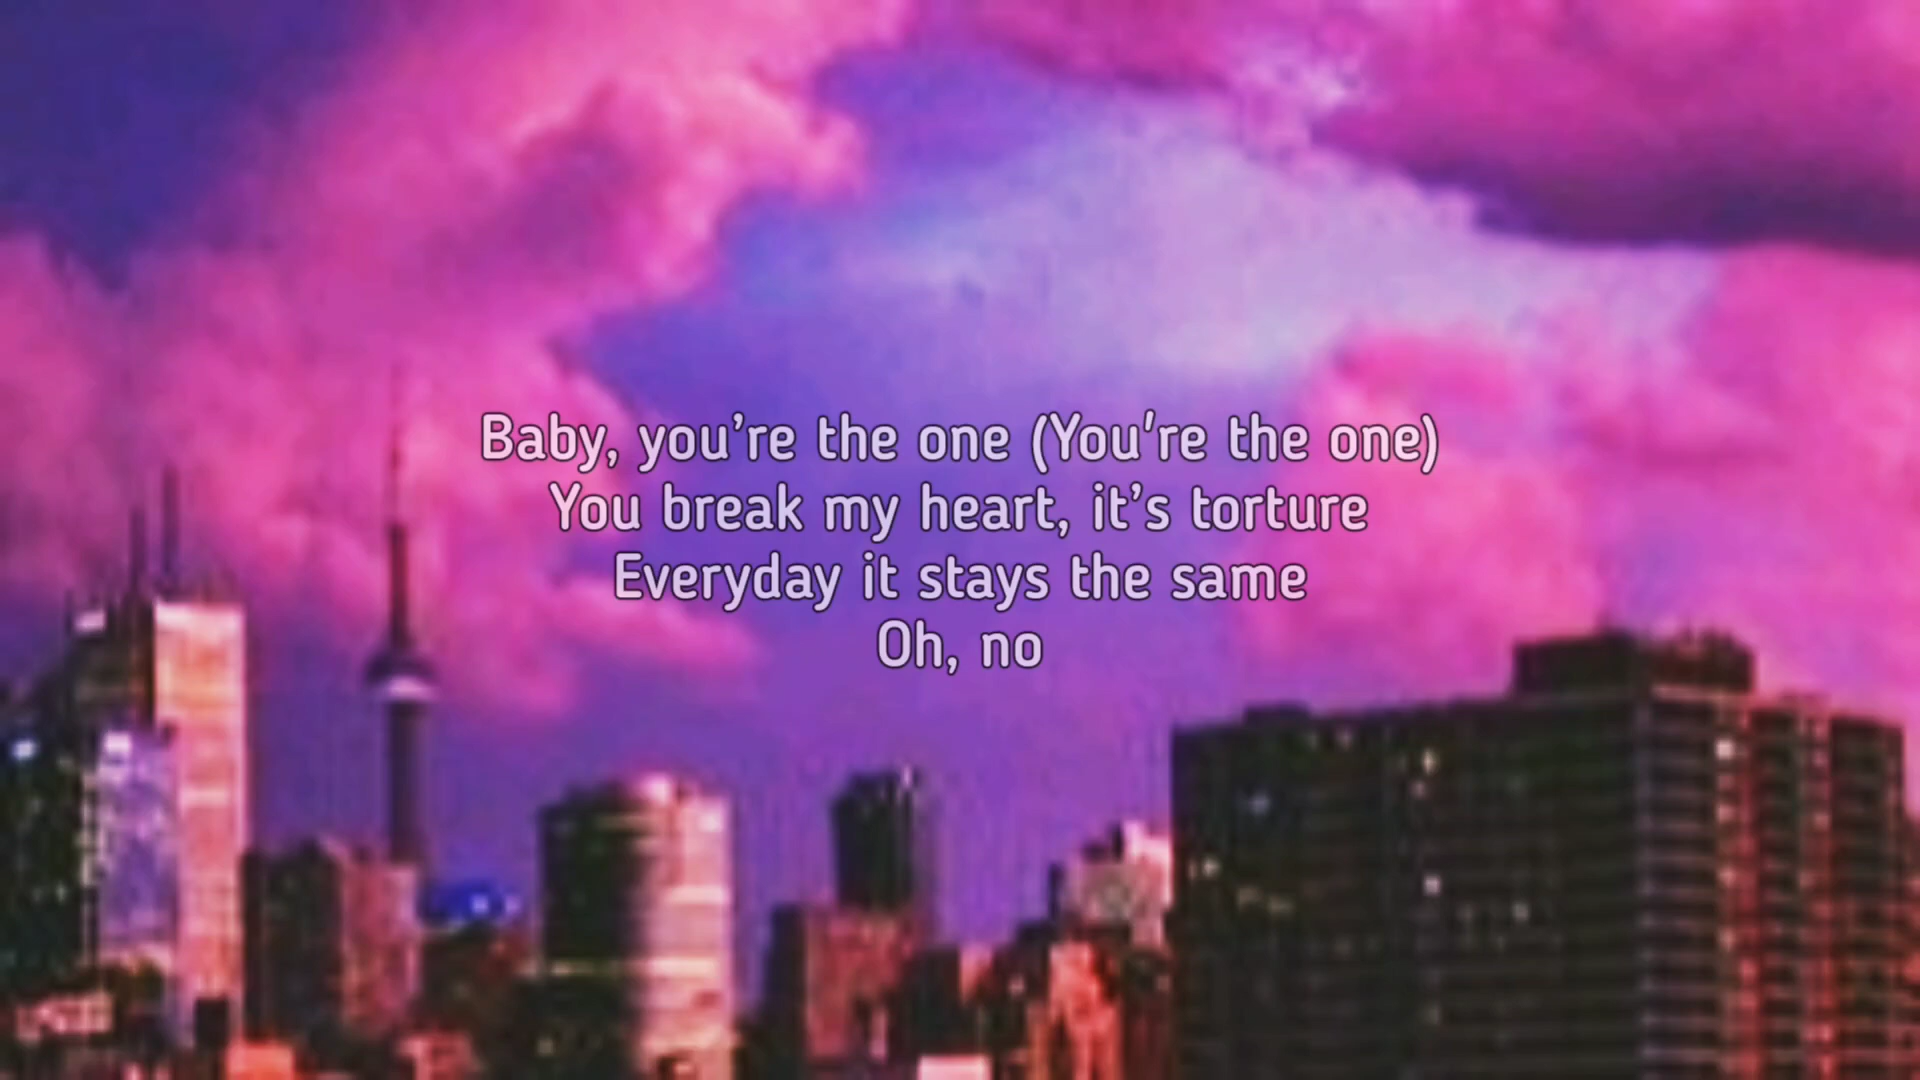 Baby, you’re the one (You're the one)
You break my heart, it’s torture
Everyday it stays the same
Oh, no